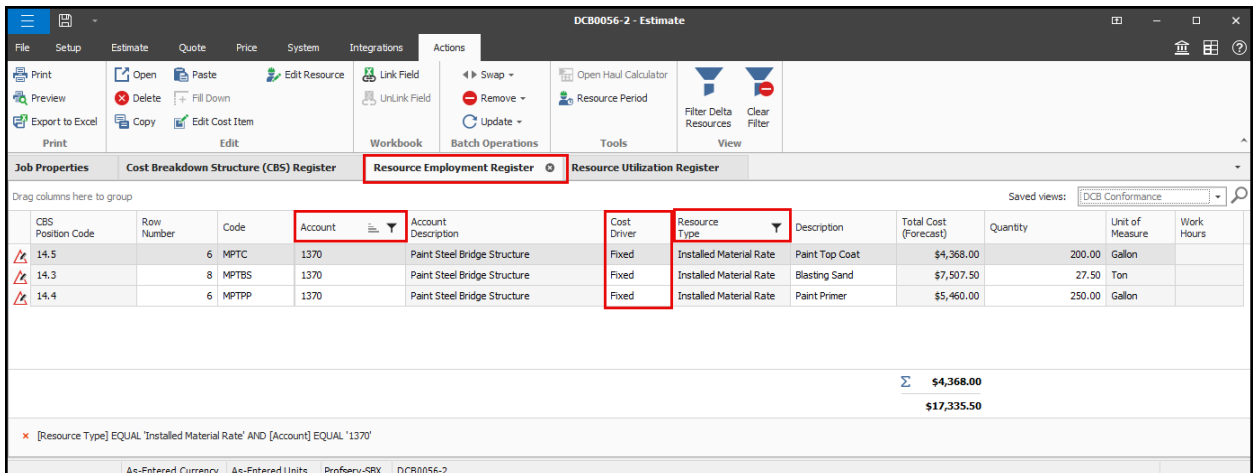 DCB0056-2 - Estimate
File Setup Estimate Quote Price System Integrations Actions
Print Open Paste Edit Resource Link Field Swap Open Haul Calculator
Preview Delete Fill Down UnLink Field Remove Resource Period Filter Delta Resources Clear Filter
Export to Excel Copy Edit Cost Item Update
Print Edit Workbook Batch Operations Tools View
Job Properties Cost Breakdown Structure (CBS) Register Resource Employment Register Resource Utilization Register
Drag columns here to group Saved views: DCB Conformance
CBS Position Code Row Number Code Account Account Description Cost Driver Resource Type Description Total Cost (Forecast) Quantity Unit of Measure Work Hours
14.5 6 MPTC 1370 Paint Steel Bridge Structure Fixed Installed Material Rate Paint Top Coat $4,368.00 200.00 Gallon
14.3 8 MPTBS 1370 Paint Steel Bridge Structure Fixed Installed Material Rate Blasting Sand $7,507.50 27.50 Ton
14.4 6 MPTPP 1370 Paint Steel Bridge Structure Fixed Installed Material Rate Paint Primer $5,460.00 250.00 Gallon
Σ $4,368.00
$17,335.50
[Resource Type] EQUAL 'Installed Material Rate' AND [Account] EQUAL '1370'
As-Entered Currency As-Entered Units Profserv-SBX DCB0056-2